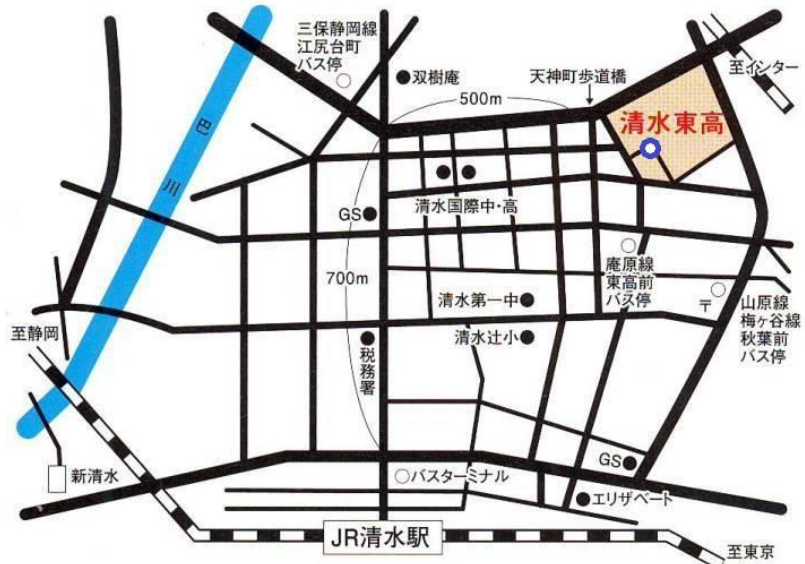 三保静岡線
江尻台町
バス停
双樹庵
天神町歩道橋
至インター
500m
清水東高
巴川
清水国際中・高
GS
700m
庵原線
東高前
バス停
清水第一中
〒
山原線
梅ヶ谷線
秋葉前
バス停
至静岡
税務署
清水辻小
新清水
バスターミナル
GS
エリザベート
JR清水駅
至東京